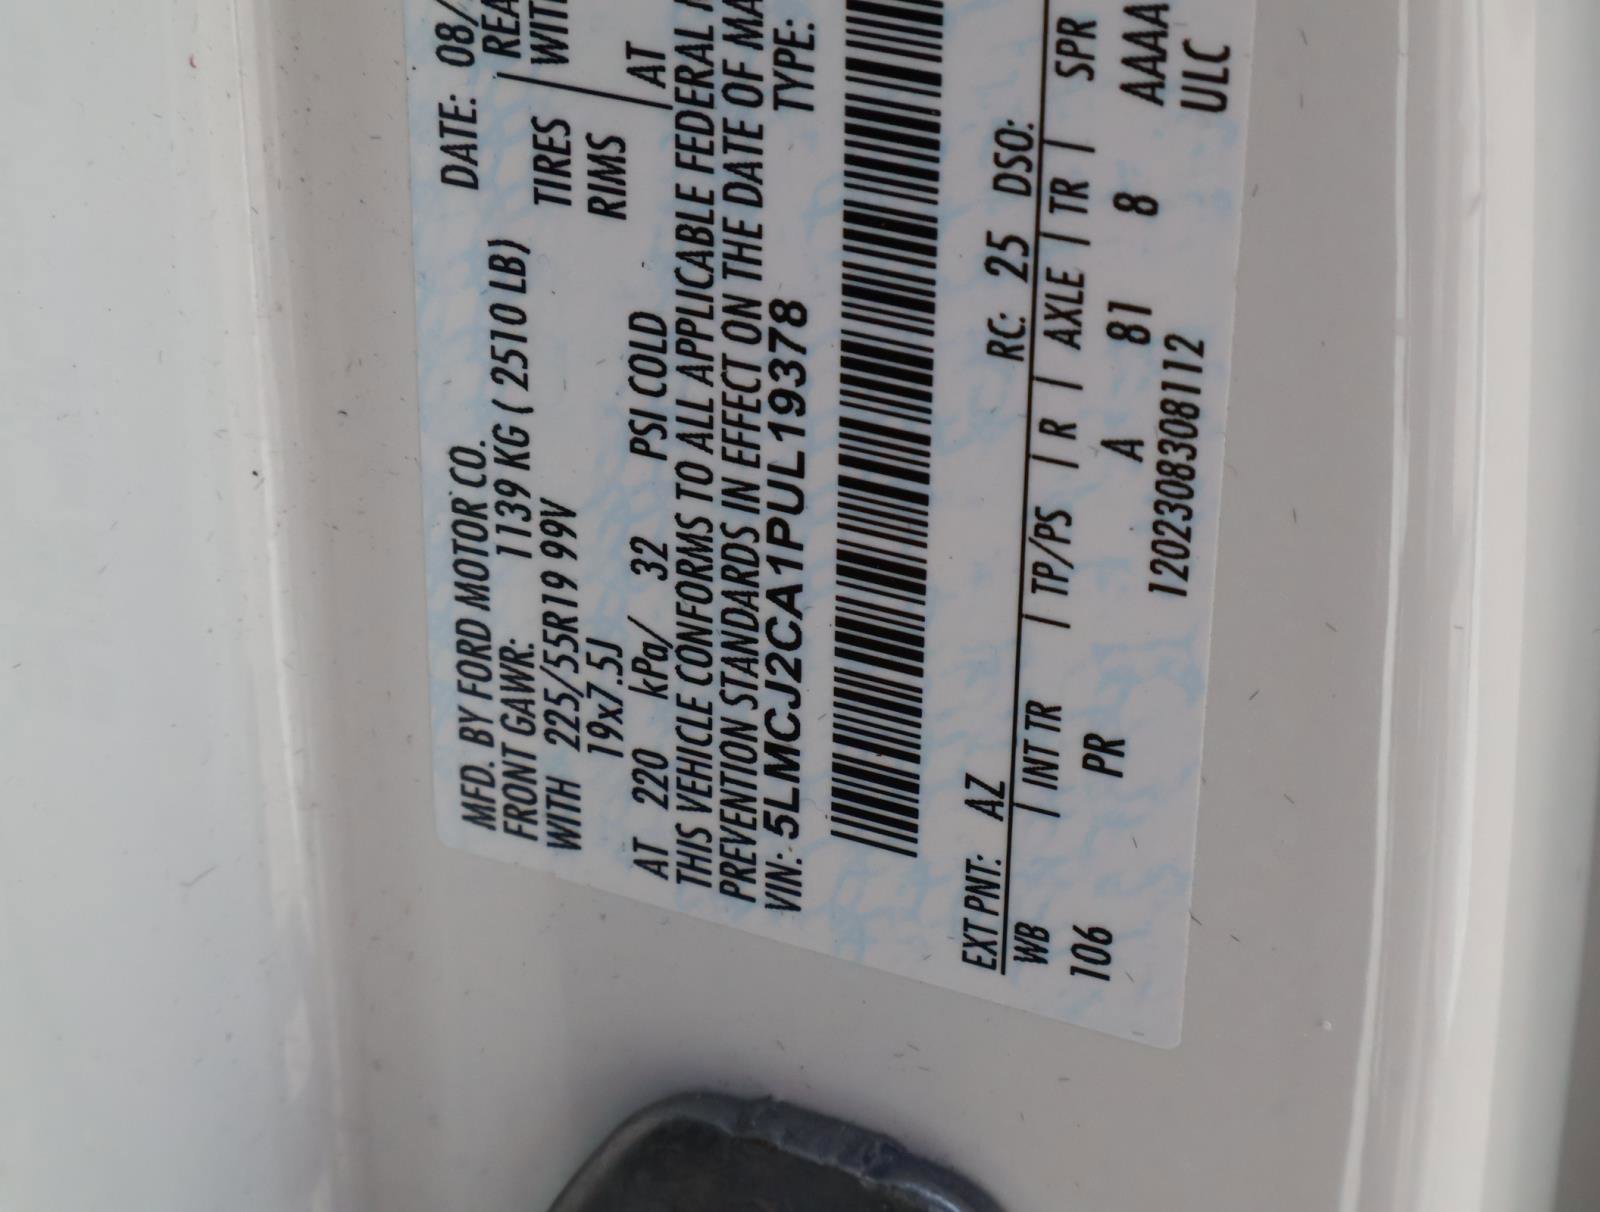 MFD. BY FORD MOTOR CO. DATE: 08/
FRONT GAWR: 1139 KG ( 2510 LB)
WITH 225/55R19 99V TIRES
19x7.5J RIMS
AT 220 kPa/ 32 PSI COLD AT
THIS VEHICLE CONFORMS TO ALL APPLICABLE FEDERAL
PREVENTION STANDARDS IN EFFECT ON THE DATE OF
VIN: 5LMCJ2CA1PUL19378 TYPE:
EXT PNT: AZ RC: 25 DSO:
WB | INT TR | TP/PS | R | AXLE | TR | SPR
106 PR A 81 8 AAAA
120230830 8112 ULC